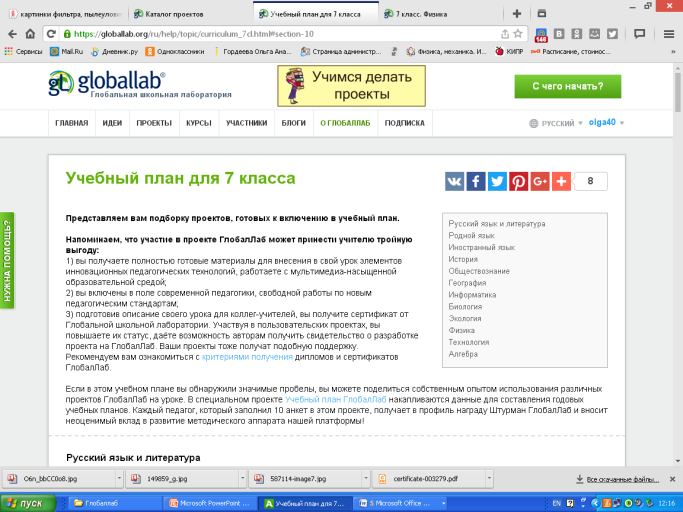 картинки фильтра, пылеулови
Каталог проектов
Учебный план для 7 класса
7 класс. Физика
https://globallab.org/ru/help/topic/curriculum_7cl.html#section-10
140
Сервисы
Mail.Ru
Дневник.ру
Одноклассники
Гордеева Ольга Ана...
Страница администр...
Физика, механика. И...
КИПР
Расписание, стоимос...
globallab®
Глобальная школьная лаборатория
Учимся делать
проекты
С чего начать?
ГЛАВНАЯ
ИДЕИ
ПРОЕКТЫ
КУРСЫ
УЧАСТНИКИ
БЛОГИ
О ГЛОБАЛЛАБ
ПОДПИСКА
РУССКИЙ
olga40
Учебный план для 7 класса
8
Представляем вам подборку проектов, готовых к включению в учебный план.
Напоминаем, что участие в проекте ГлобалЛаб может принести учителю тройную
выгоду:
1) вы получаете полностью готовые материалы для внесения в свой урок элементов
инновационных педагогических технологий, работаете с мультимедиа-насыщенной
образовательной средой;
2) вы включены в поле современной педагогики, свободной работы по новым
педагогическим стандартам;
3) подготовив описание своего урока для коллег-учителей, вы получите сертификат от
Глобальной школьной лаборатории. Участвуя в пользовательских проектах, вы
повышаете их статус, даёте возможность авторам получить свидетельство о разработке
проекта на ГлобалЛаб. Ваши проекты тоже получат подобную поддержку.
Рекомендуем вам ознакомиться с критериями получения дипломов и сертификатов
ГлобалЛаб.
Русский язык и литература
Родной язык
Иностранный язык
История
Обществознание
География
Информатика
Биология
Экология
Физика
Технология
Алгебра
Если в этом учебном плане вы обнаружили значимые пробелы, вы можете поделиться собственным опытом использования различных
проектов ГлобалЛаб на уроке. В специальном проекте Учебный план ГлобалЛаб накапливаются данные для составления годовых
учебных планов. Каждый педагог, который заполнил 10 анкет в этом проекте, получает в профиль награду Штурман ГлобалЛаб и вносит
неоценимый вклад в развитие методического аппарата нашей платформы!
Русский язык и литература
НУЖНА ПОМОЩЬ?
O6n_bbCC0o8.jpg
149859_g.jpg
587114-image7.jpg
certificate-003279.pdf
Все скачанные файлы...
пуск
Глобаллаб
Microsoft PowerPoint ...
Учебный план для 7...
5 Microsoft Office ...
EN
12:16